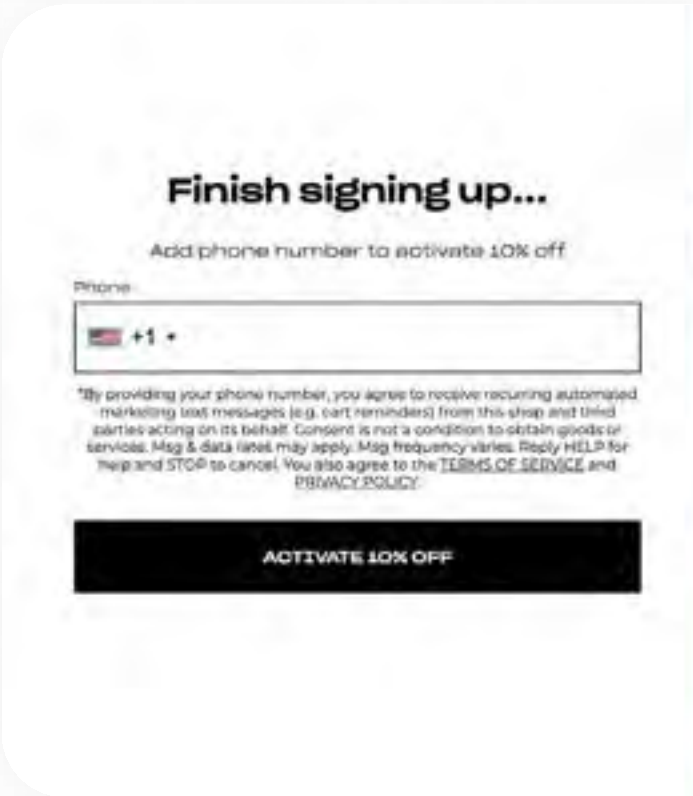 Finish signing up...
Add phone number to activate 10% off
Phone
+1
*By providing your phone number, you agree to receive recurring automated
marketing text messages (e.g. cart reminders) from this shop and third
parties acting on its behalf. Consent is not a condition to obtain goods or
services. Msg & data rates may apply. Msg frequency varies. Reply HELP for
help and STOP to cancel. You also agree to the TERMS OF SERVICE and
PRIVACY POLICY.
ACTIVATE 10% OFF